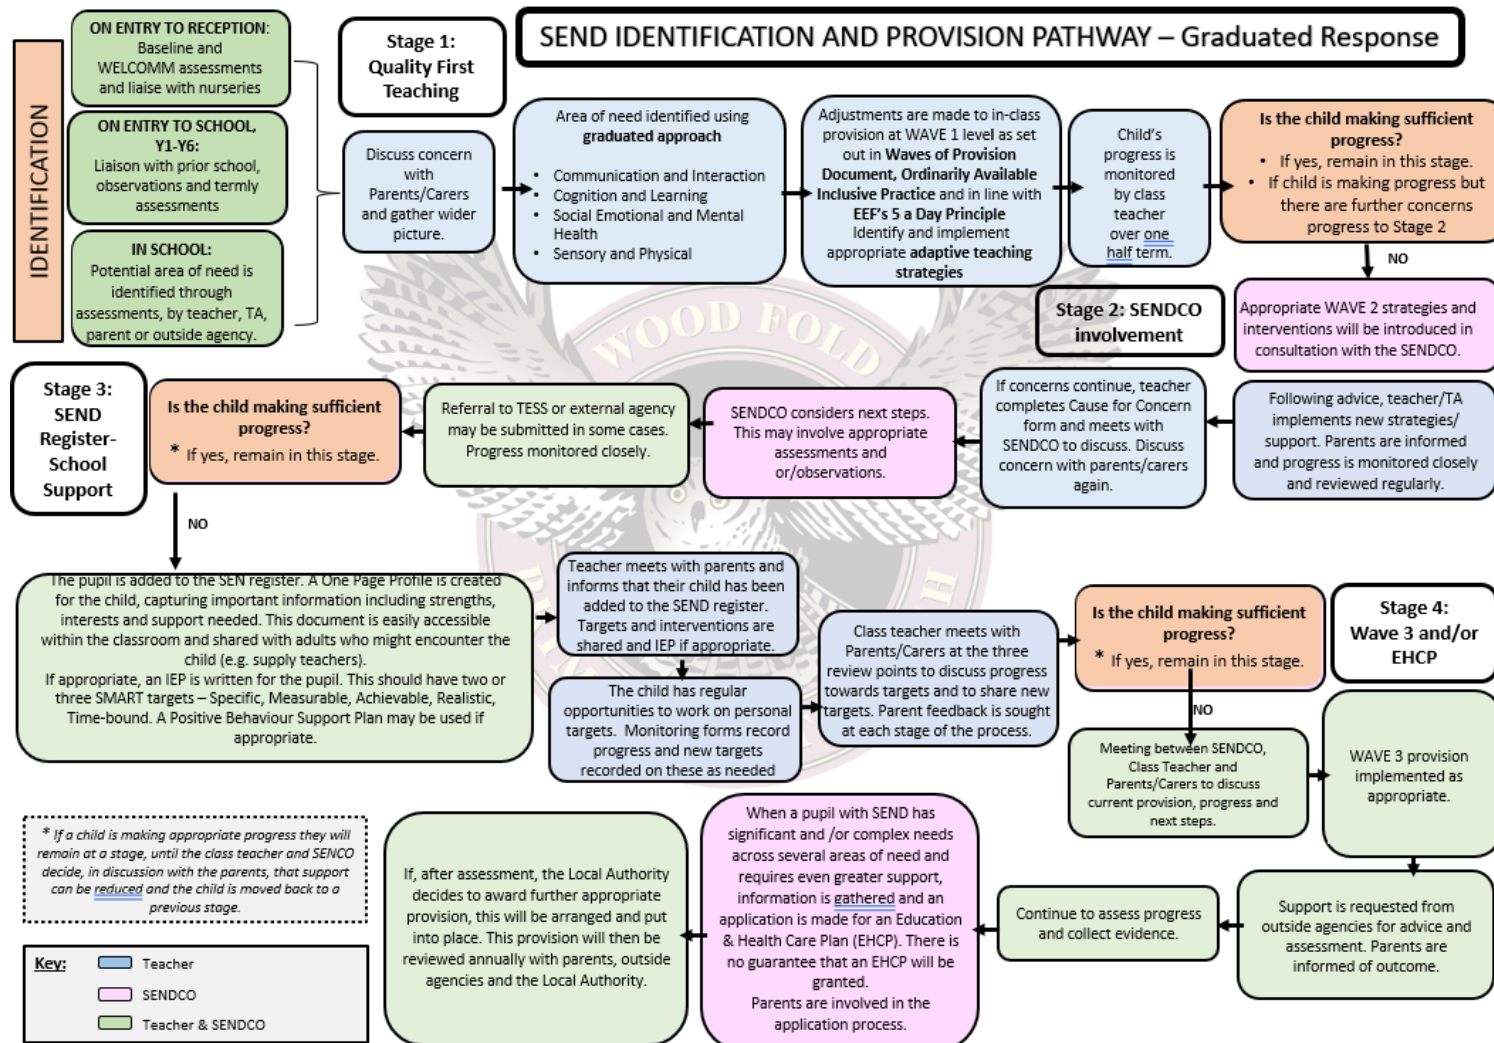 SEND IDENTIFICATION AND PROVISION PATHWAY – Graduated Response
IDENTIFICATION
ON ENTRY TO RECEPTION:
Baseline and
WELCOMM assessments
and liaise with nurseries
ON ENTRY TO SCHOOL,
Y1-Y6:
Liaison with prior school,
observations and termly
assessments
IN SCHOOL:
Potential area of need is
identified through
assessments, by teacher, TA,
parent or outside agency.
Stage 1:
Quality First
Teaching
Discuss concern
with
Parents/Carers
and gather wider
picture.
Area of need identified using
graduated approach
• Communication and Interaction
• Cognition and Learning
• Social Emotional and Mental
Health
• Sensory and Physical
Adjustments are made to in-class
provision at WAVE 1 level as set
out in Waves of Provision
Document, Ordinarily Available
Inclusive Practice and in line with
EEF's 5 a Day Principle
Identify and implement
appropriate adaptive teaching
strategies
Child's
progress is
monitored
by class
teacher
over one
half term.
Is the child making sufficient
progress?
• If yes, remain in this stage.
• If child is making progress but
there are further concerns
progress to Stage 2
NO
Stage 2: SENDCO
involvement
Appropriate WAVE 2 strategies and
interventions will be introduced in
consultation with the SENDCO.
Following advice, teacher/TA
implements new strategies/
support. Parents are informed
and progress is monitored closely
and reviewed regularly.
If concerns continue, teacher
completes Cause for Concern
form and meets with
SENDCO to discuss. Discuss
concern with parents/carers
again.
SENDCO considers next steps.
This may involve appropriate
assessments and
or/observations.
Referral to TESS or external agency
may be submitted in some cases.
Progress monitored closely.
Is the child making sufficient
progress?
* If yes, remain in this stage.
Stage 3:
SEND
Register-
School
Support
NO
The pupil is added to the SEN register. A One Page Profile is created
for the child, capturing important information including strengths,
interests and support needed. This document is easily accessible
within the classroom and shared with adults who might encounter the
child (e.g. supply teachers).
If appropriate, an IEP is written for the pupil. This should have two or
three SMART targets – Specific, Measurable, Achievable, Realistic,
Time-bound. A Positive Behaviour Support Plan may be used if
appropriate.
Teacher meets with parents and
informs that their child has been
added to the SEND register.
Targets and interventions are
shared and IEP if appropriate.
The child has regular
opportunities to work on personal
targets. Monitoring forms record
progress and new targets
recorded on these as needed
Class teacher meets with
Parents/Carers at the three
review points to discuss progress
towards targets and to share new
targets. Parent feedback is sought
at each stage of the process.
Is the child making sufficient
progress?
* If yes, remain in this stage.
NO
Stage 4:
Wave 3 and/or
EHCP
Meeting between SENDCO,
Class Teacher and
Parents/Carers to discuss
current provision, progress and
next steps.
WAVE 3 provision
implemented as
appropriate.
Support is requested from
outside agencies for advice and
assessment. Parents are
informed of outcome.
Continue to assess progress
and collect evidence.
When a pupil with SEND has
significant and /or complex needs
across several areas of need and
requires even greater support,
information is gathered and an
application is made for an Education
& Health Care Plan (EHCP). There is
no guarantee that an EHCP will be
granted.
Parents are involved in the
application process.
If, after assessment, the Local Authority
decides to award further appropriate
provision, this will be arranged and put
into place. This provision will then be
reviewed annually with parents, outside
agencies and the Local Authority.
* If a child is making appropriate progress they will
remain at a stage, until the class teacher and SENCO
decide, in discussion with the parents, that support
can be reduced and the child is moved back to a
previous stage.
Key:
Teacher
SENDCO
Teacher & SENDCO
WOOD FOLD